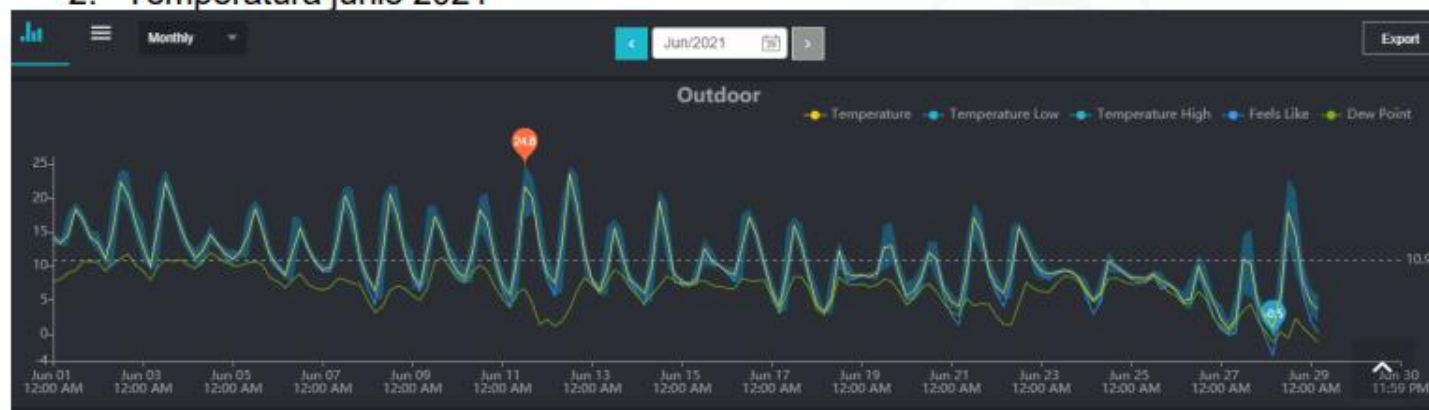 2. Temperatura junio 2021
Monthly
Jun/2021
Export
Outdoor
Temperature Temperature Low Temperature High Feels Like Dew Point
24.8
25
20
15
10
5
0
-4
10.9
-0.5
Jun 01 Jun 03 Jun 05 Jun 07 Jun 09 Jun 11 Jun 13 Jun 15 Jun 17 Jun 19 Jun 21 Jun 23 Jun 25 Jun 27 Jun 29 Jun 30
12:00 AM 12:00 AM 12:00 AM 12:00 AM 12:00 AM 12:00 AM 12:00 AM 12:00 AM 12:00 AM 12:00 AM 12:00 AM 12:00 AM 12:00 AM 12:00 AM 12:00 AM 11:59 PM